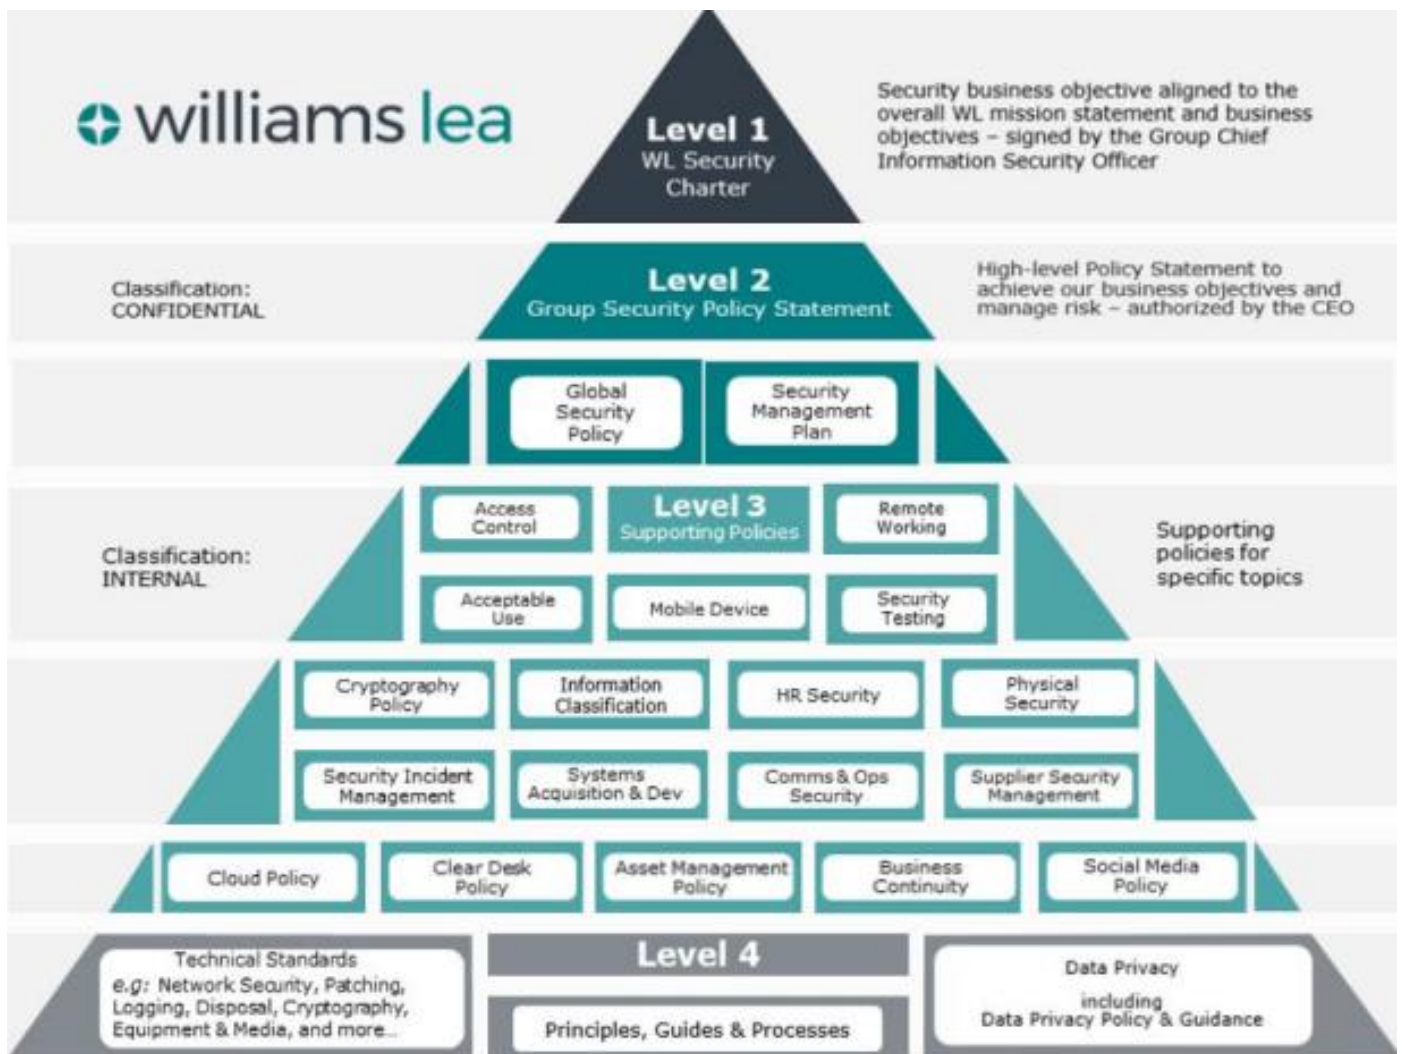 williams lea
Level 1
WL Security
Charter
Security business objective aligned to the
overall WL mission statement and business
objectives – signed by the Group Chief
Information Security Officer
Classification:
CONFIDENTIAL
Level 2
Group Security Policy Statement
High-level Policy Statement to
achieve our business objectives and
manage risk – authorized by the CEO
Global
Security
Policy
Security
Management
Plan
Classification:
INTERNAL
Access
Control
Level 3
Supporting Policies
Remote
Working
Supporting
policies for
specific topics
Acceptable
Use
Mobile Device
Security
Testing
Cryptography
Policy
Information
Classification
HR Security
Physical
Security
Security Incident
Management
Systems
Acquisition & Dev
Comms & Ops
Security
Supplier Security
Management
Cloud Policy
Clear Desk
Policy
Asset Management
Policy
Business
Continuity
Social Media
Policy
Technical Standards
e.g: Network Security, Patching,
Logging, Disposal, Cryptography,
Equipment & Media, and more...
Level 4
Principles, Guides & Processes
Data Privacy
including
Data Privacy Policy & Guidance